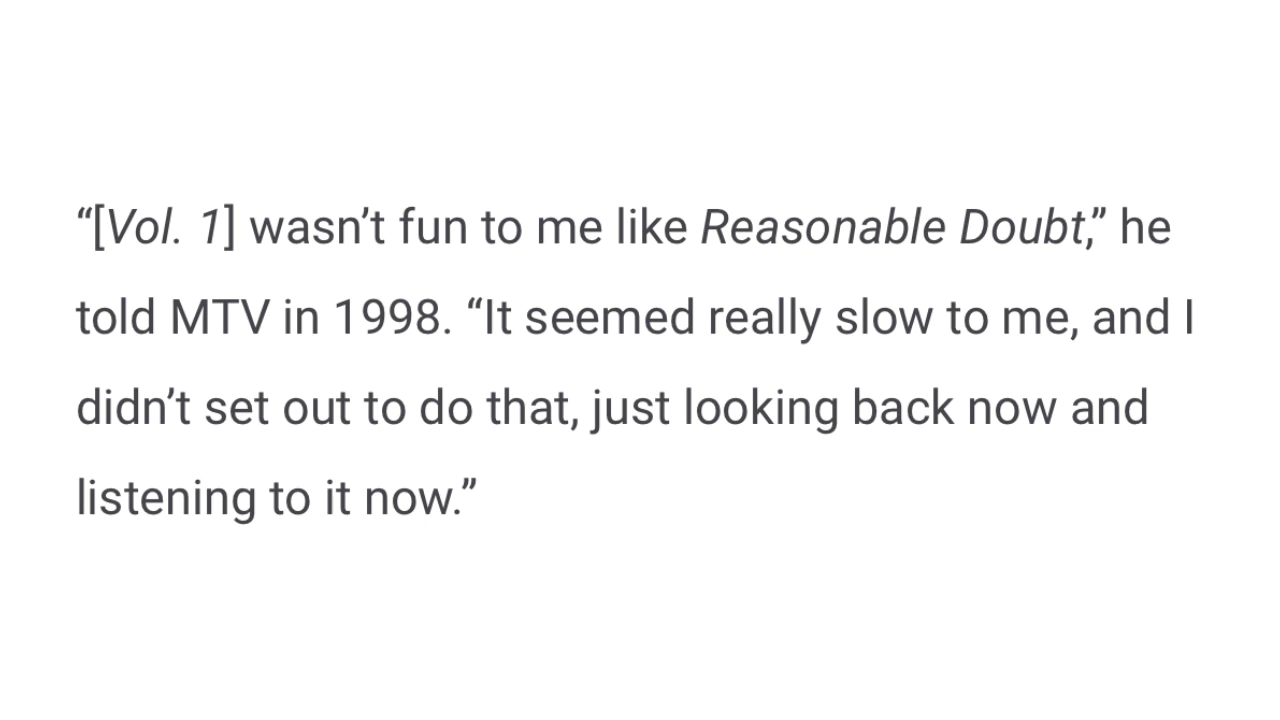 “[Vol. 1] wasn’t fun to me like Reasonable Doubt,” he
told MTV in 1998. “It seemed really slow to me, and I
didn’t set out to do that, just looking back now and
listening to it now.”